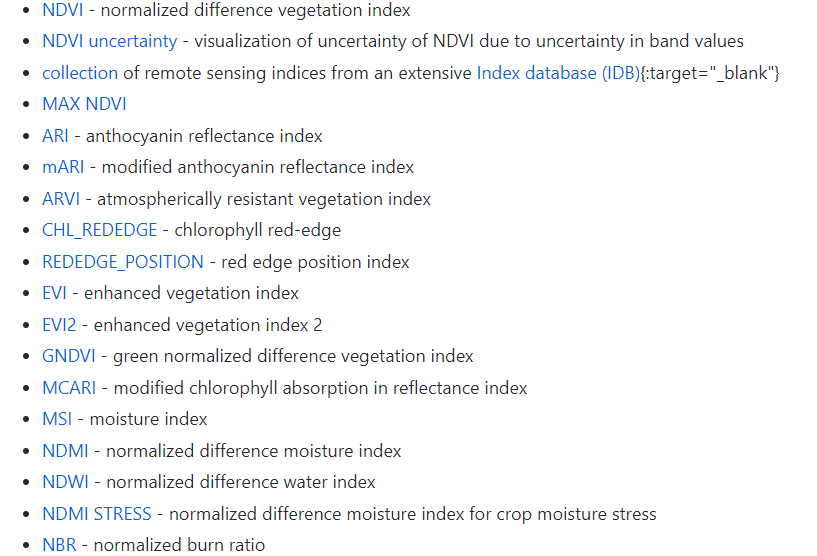 NDVI - normalized difference vegetation index
NDVI uncertainty - visualization of uncertainty of NDVI due to uncertainty in band values
collection of remote sensing indices from an extensive Index database (IDB){:target="_blank"}
MAX NDVI
ARI - anthocyanin reflectance index
mARI - modified anthocyanin reflectance index
ARVI - atmospherically resistant vegetation index
CHL_REDEDGE - chlorophyll red-edge
REDEDGE_POSITION - red edge position index
EVI - enhanced vegetation index
EVI2 - enhanced vegetation index 2
GNDVI - green normalized difference vegetation index
MCARI - modified chlorophyll absorption in reflectance index
MSI - moisture index
NDMI - normalized difference moisture index
NDWI - normalized difference water index
NDMI STRESS - normalized difference moisture index for crop moisture stress
NBR - normalized burn ratio